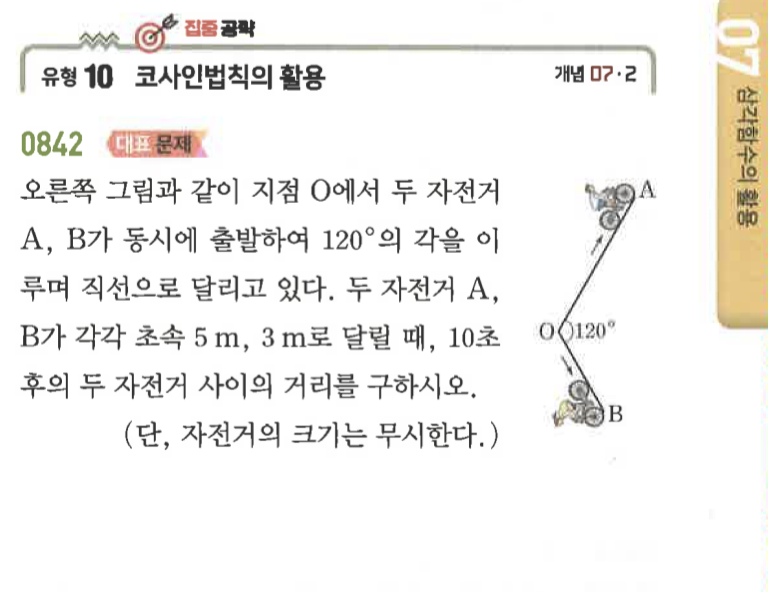 집중 공략
유형 10 코사인법칙의 활용
개념 07·2
0842 대표 문제
오른쪽 그림과 같이 지점 O에서 두 자전거
A, B가 동시에 출발하여 120°의 각을 이
루며 직선으로 달리고 있다. 두 자전거 A,
B가 각각 초속 5 m, 3 m로 달릴 때, 10초
후의 두 자전거 사이의 거리를 구하시오.
(단, 자전거의 크기는 무시한다.)
A
O
120°
B
07
삼각함수의 활용